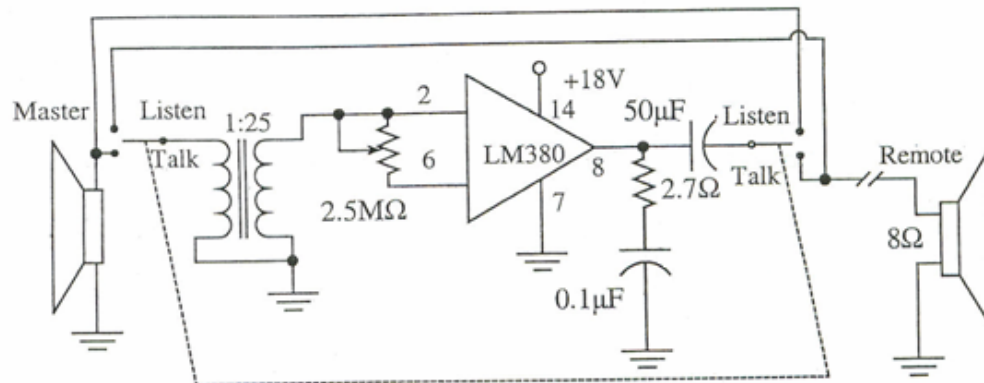 +18V
2
14
50μF
Listen
Master
Listen
1:25
LM380
8
Talk
6
2.7Ω
Talk
Remote
7
2.5MΩ
8Ω
0.1μF